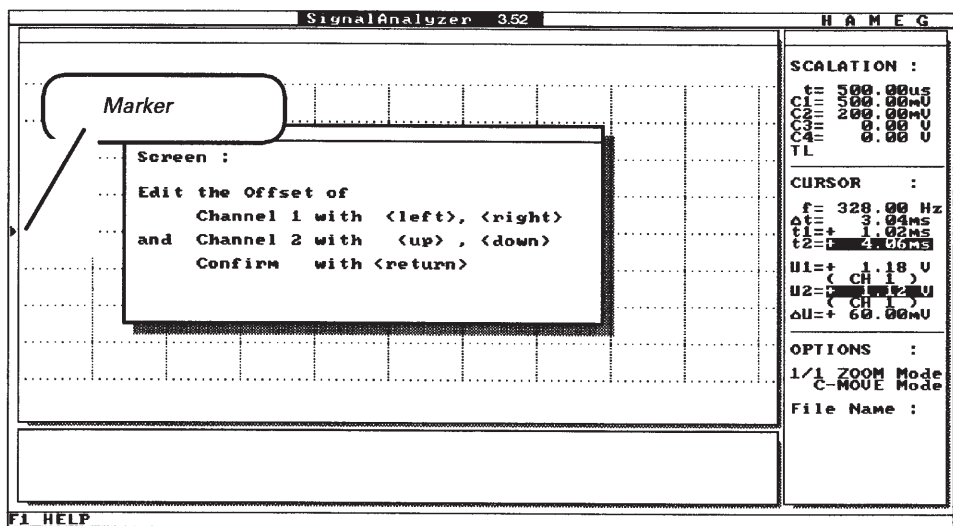 SignalAnalyzer 3.52
H A M E G
Marker
Screen :
Edit the Offset of
Channel 1 with <left>, <right>
and Channel 2 with <up> , <down>
Confirm with <return>
SCALATION :
t= 500.00us
C1= 500.00mV
C2= 200.00mV
C3= 0.00 V
C4= 0.00 V
TL
CURSOR :
f= 328.00 Hz
Δt= 3.04ms
t1=+ 1.02ms
t2=+ 4.06ms
U1=+ 1.18 V
( CH 1 )
U2=+ 1.12 V
( CH 1 )
ΔU=+ 60.00mV
OPTIONS :
1/1 ZOOM Mode
C-MOVE Mode
File Name :
F1 HELP